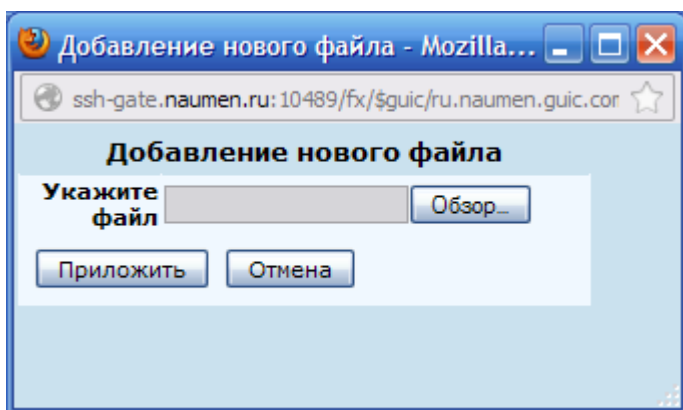 Добавление нового файла - Mozilla...
ssh-gate.naumen.ru:10489/fx/$guic/ru.naumen.guic.cor
Добавление нового файла
Укажите
файл
Обзор...
Приложить Отмена